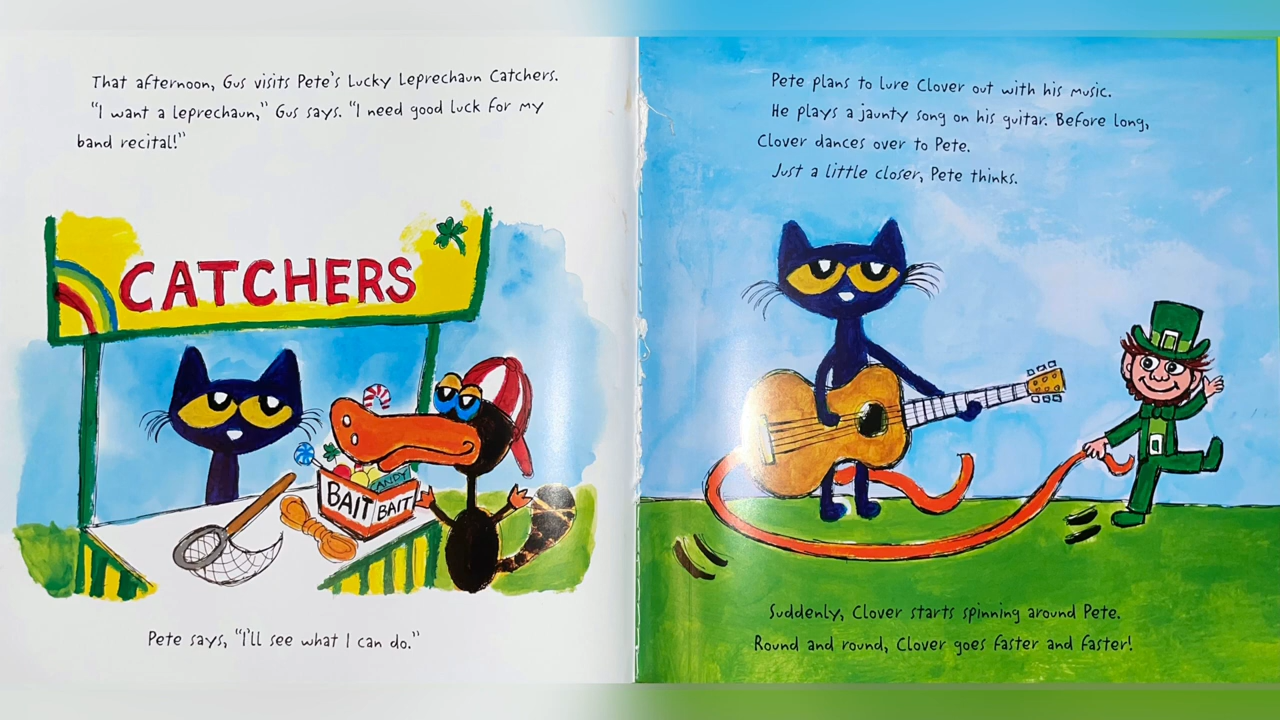 That afternoon, Gus visits Pete's Lucky Leprechaun Catchers.
"I want a leprechaun," Gus says. "I need good luck for my
band recital!"
CATCHERS
CANDY
BAIT
BAIT
Pete says, "I'll see what I can do."
Pete plans to lure Clover out with his music.
He plays a jaunty song on his guitar. Before long,
Clover dances over to Pete.
Just a little closer, Pete thinks.
Suddenly, Clover starts spinning around Pete.
Round and round, Clover goes faster and faster!